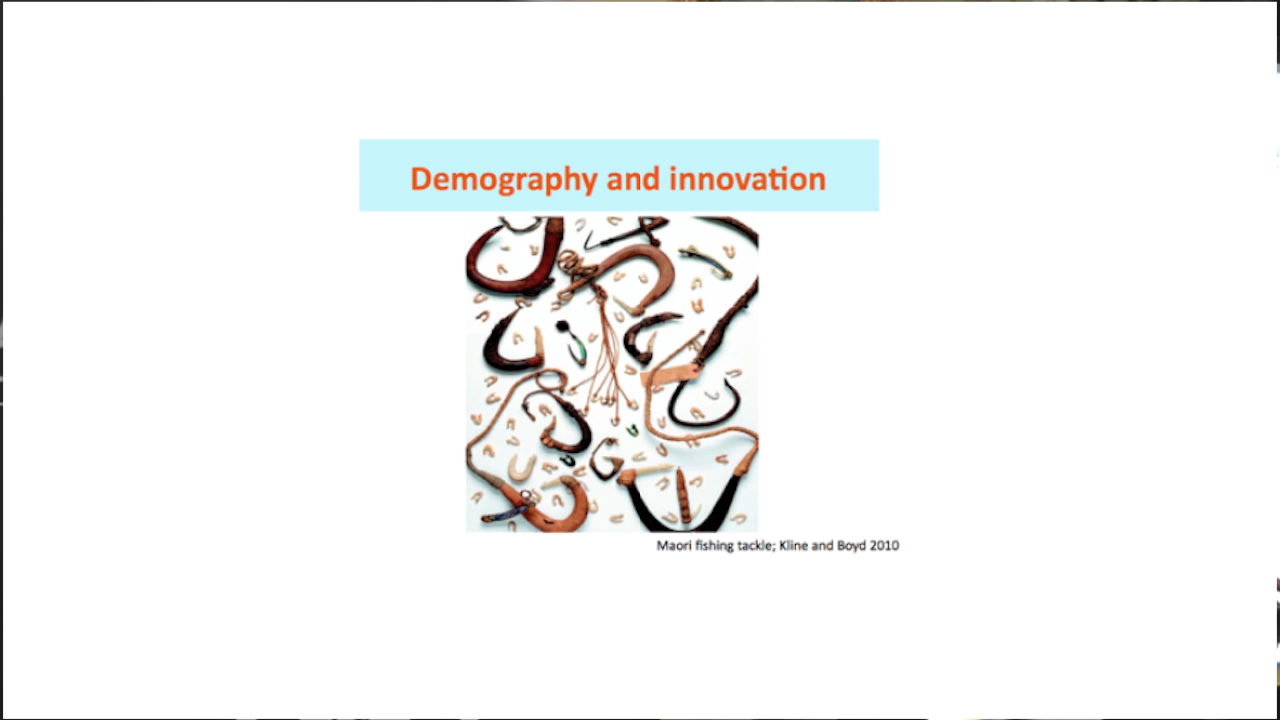 Demography and innovation
Maori fishing tackle; Kline and Boyd 2010